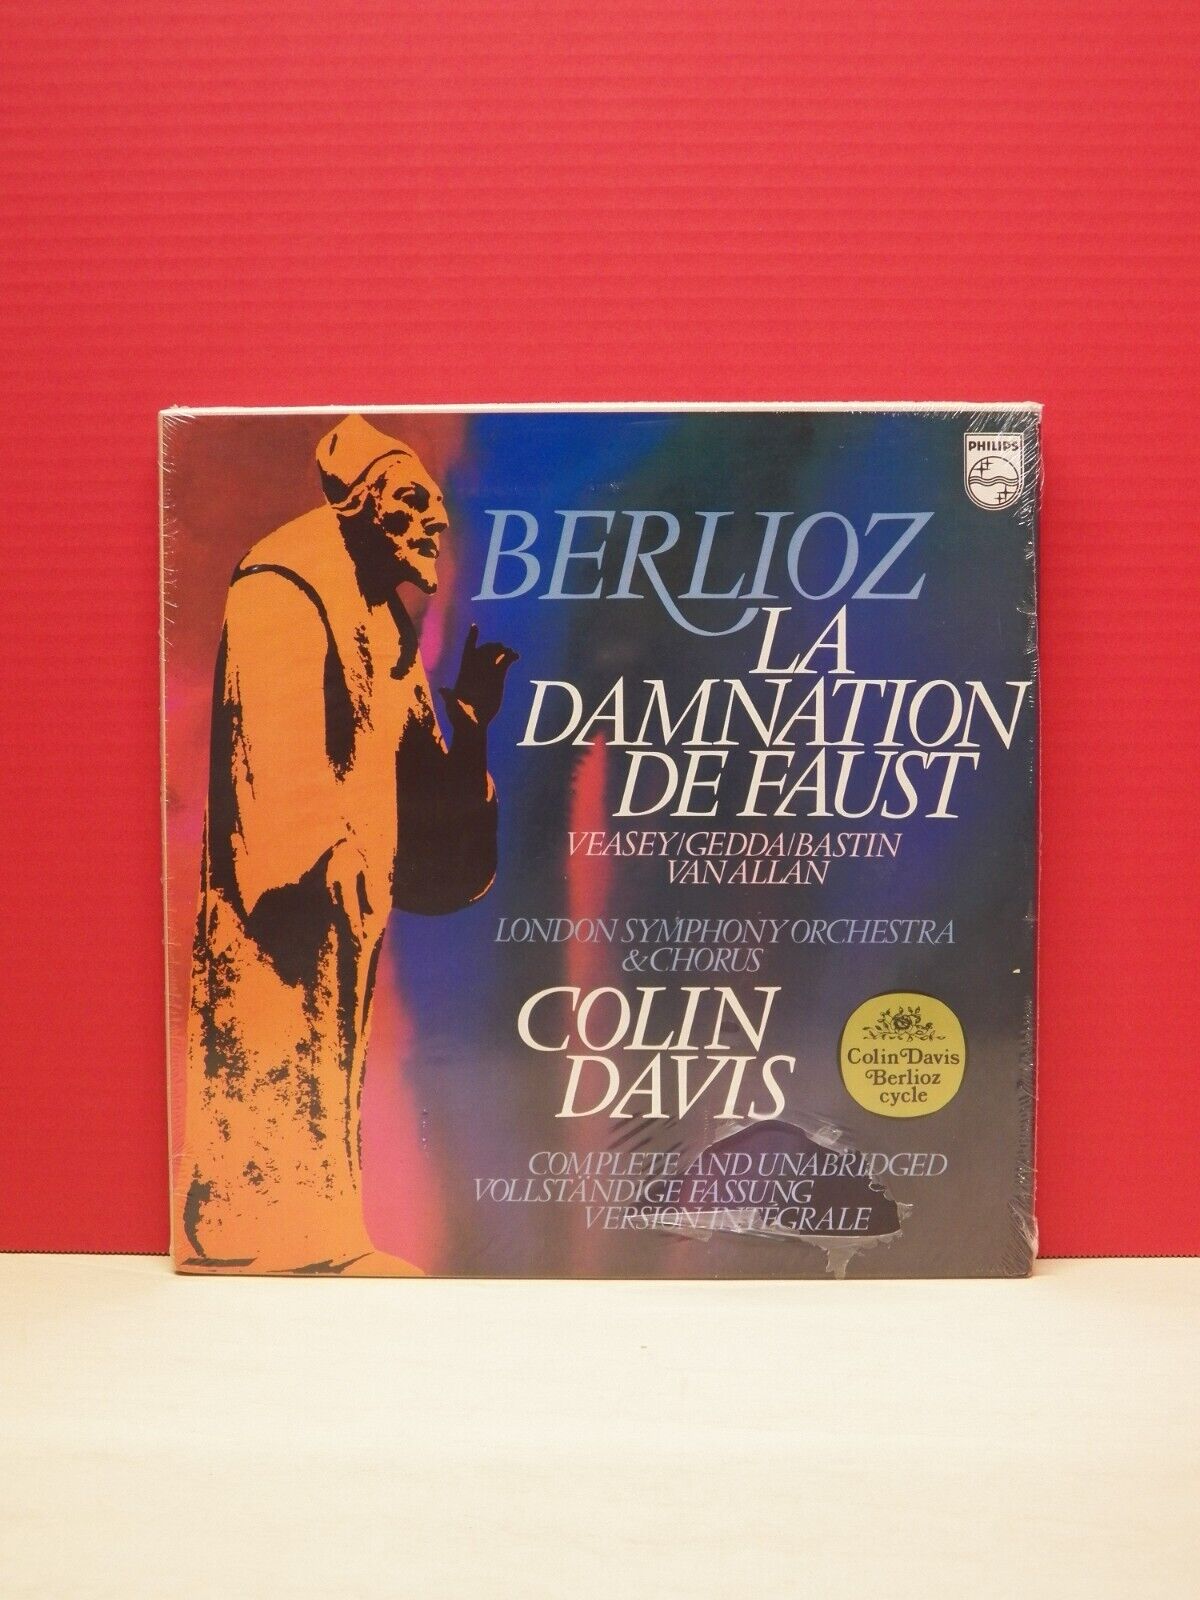 PHILIPS
BERLIOZ
LA
DAMNATION
DE FAUST
VEASEY/GEDDA/BASTIN
VAN ALLAN
LONDON SYMPHONY ORCHESTRA
& CHORUS
COLIN
DAVIS
Colin Davis
Berlioz
cycle
COMPLETE AND UNABRIDGED
VOLLSTÄNDIGE FASSUNG
VERSION INTÉGRALE